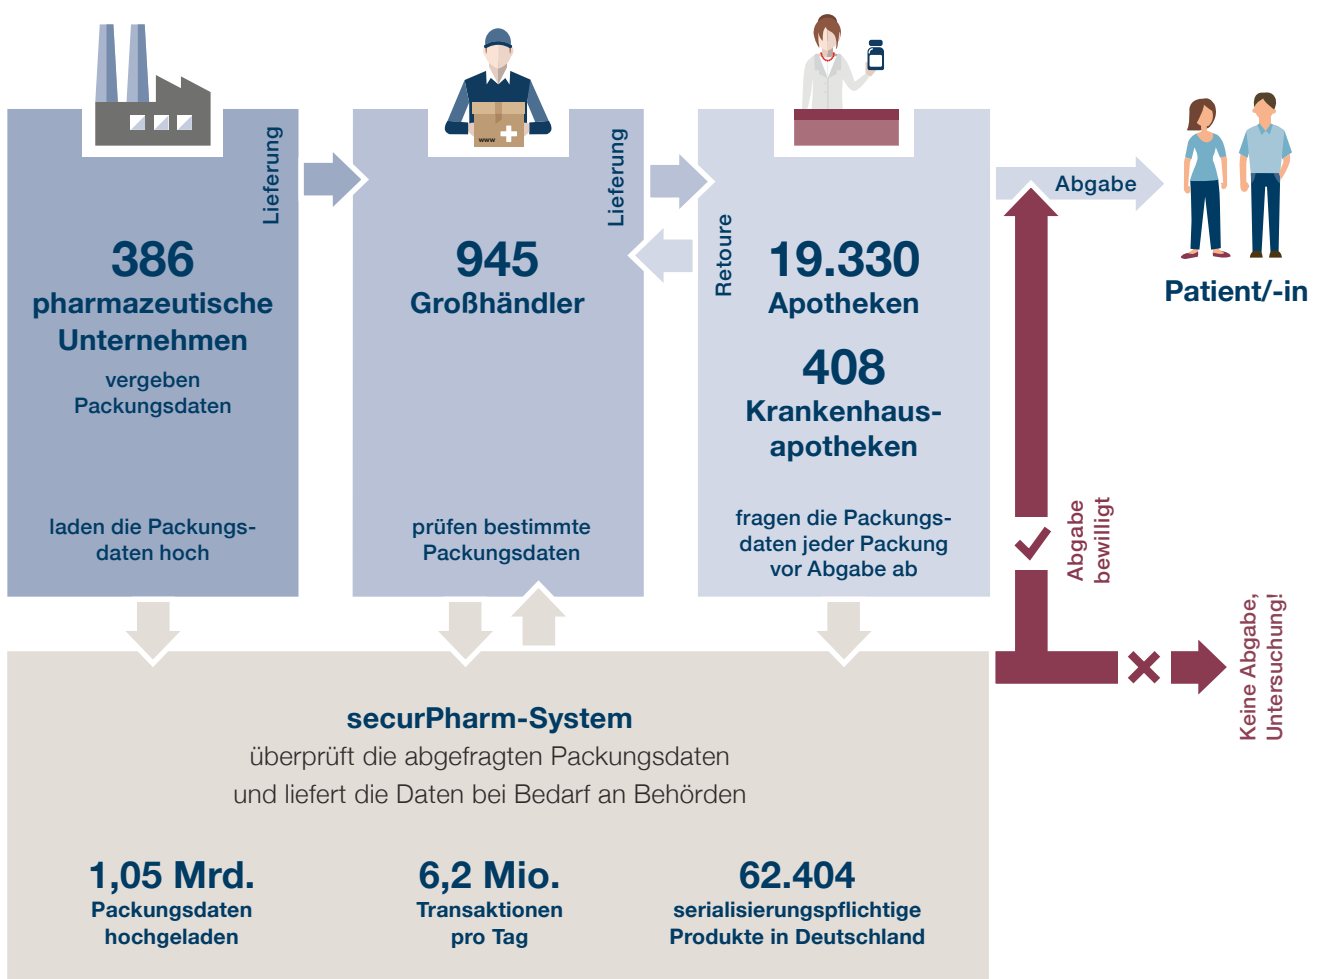 Lieferung
386
pharmazeutische
Unternehmen
vergeben
Packungsdaten
laden die Packungs-
daten hoch
www
Lieferung
945
Großhändler
prüfen bestimmte
Packungsdaten
Retoure
19.330
Apotheken
408
Krankenhaus-
apotheken
fragen die Packungs-
daten jeder Packung
vor Abgabe ab
Abgabe
Patient/-in
Abgabe
bewilligt
Keine Abgabe,
Untersuchung!
securPharm-System
überprüft die abgefragten Packungsdaten
und liefert die Daten bei Bedarf an Behörden
1,05 Mrd.
Packungsdaten
hochgeladen
6,2 Mio.
Transaktionen
pro Tag
62.404
serialisierungspflichtige
Produkte in Deutschland